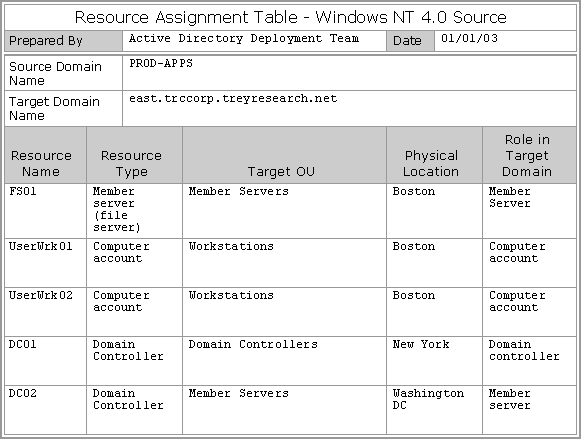 Resource Assignment Table - Windows NT 4.0 Source
Prepared By Active Directory Deployment Team Date 01/01/03
Source Domain Name PROD-APPS
Target Domain Name east.trccorp.treyresearch.net
Resource Name Resource Type Target OU Physical Location Role in Target Domain
FS01 Member server (file server) Member Servers Boston Member Server
UserWrk01 Computer account Workstations Boston Computer account
UserWrk02 Computer account Workstations Boston Computer account
DC01 Domain Controller Domain Controllers New York Domain controller
DC02 Domain Controller Member Servers Washington DC Member server